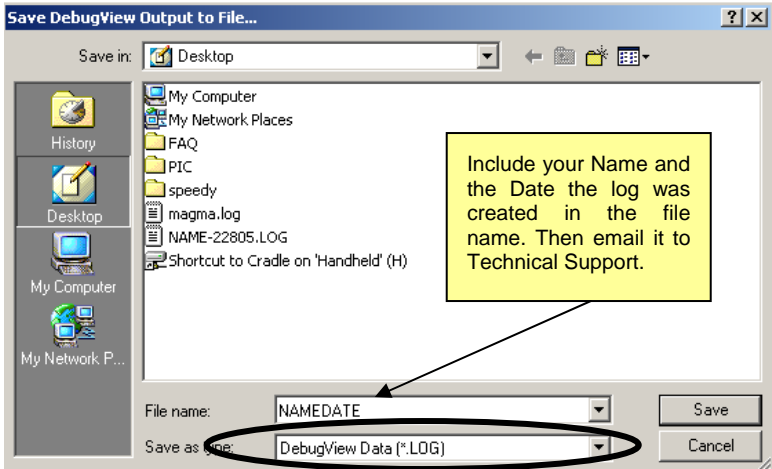 Save DebugView Output to File...
Save in:
Desktop
History
Desktop
My Computer
My Network P...
My Computer
My Network Places
FAQ
PIC
speedy
magma.log
NAME-22805.LOG
Shortcut to Cradle on 'Handheld' (H)
Include your Name and
the Date the log was
created in the file
name. Then email it to
Technical Support.
File name:
NAMEDATE
Save
Save as type:
DebugView Data (*.LOG)
Cancel